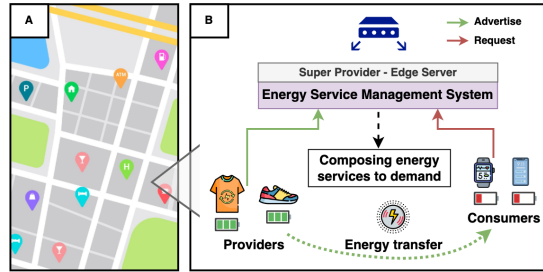 A
B
Advertise
Request
Super Provider - Edge Server
Energy Service Management System
ATM
P
H
Composing energy
services to demand
Providers
Energy transfer
Consumers